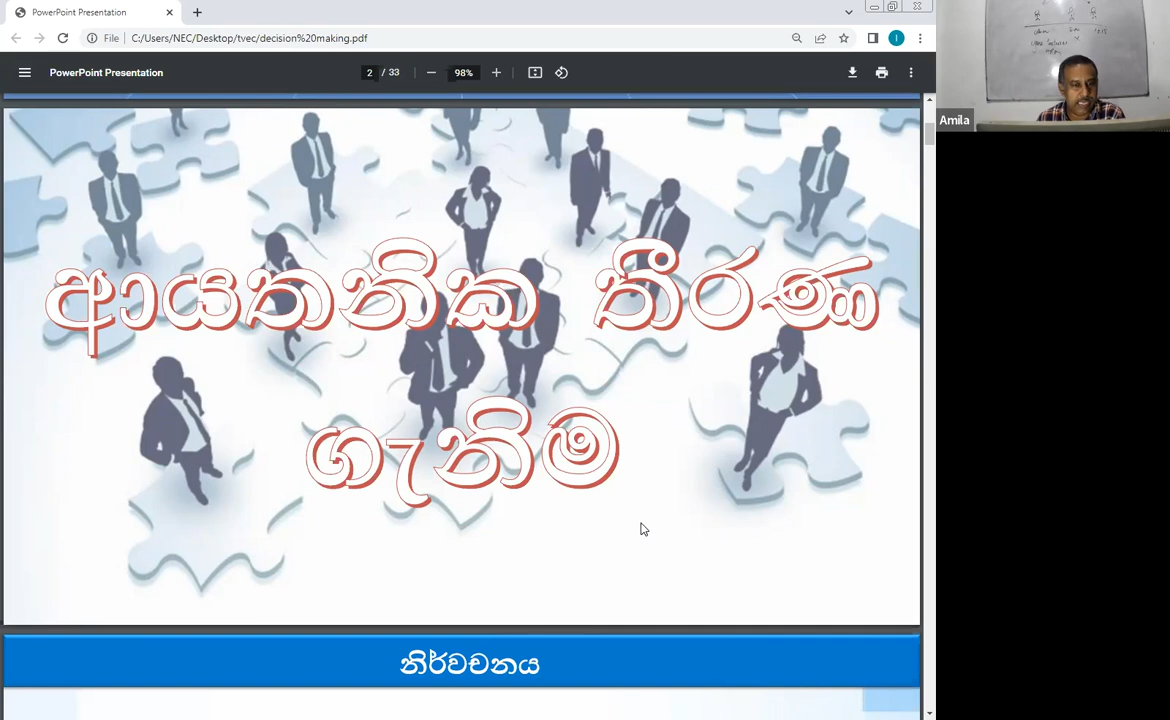 PowerPoint Presentation
File
C:/Users/NEC/Desktop/tvec/decision%20making.pdf
I
PowerPoint Presentation
2 / 33
98%
Amila
ආයතනික තීරණ
ගැනීම
නිර්වචනය